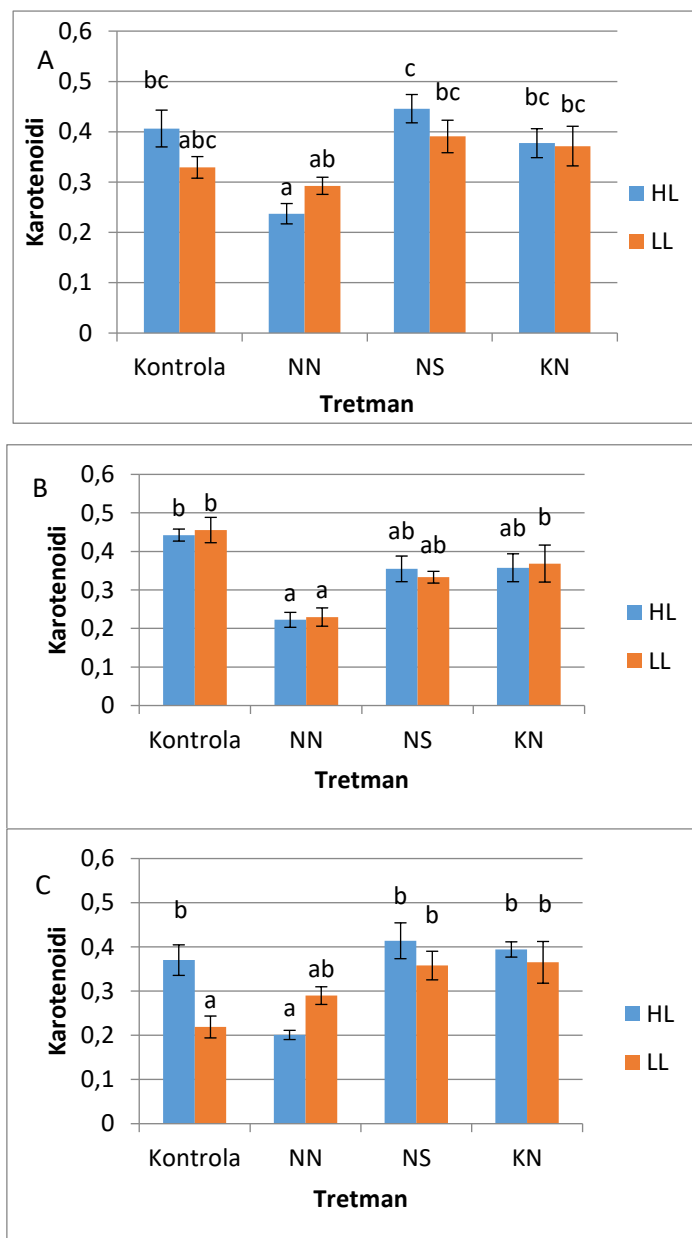 A
0,6
0,5
0,4
0,3
0,2
0,1
0
Karotenoidi
bc abc a ab c bc bc bc
Kontrola NN NS KN
Tretman
HL
LL
B
0,6
0,5
0,4
0,3
0,2
0,1
0
Karotenoidi
b b a a ab ab ab b
Kontrola NN NS KN
Tretman
HL
LL
C
0,6
0,5
0,4
0,3
0,2
0,1
0
Karotenoidi
b a a ab b b b b
Kontrola NN NS KN
Tretman
HL
LL